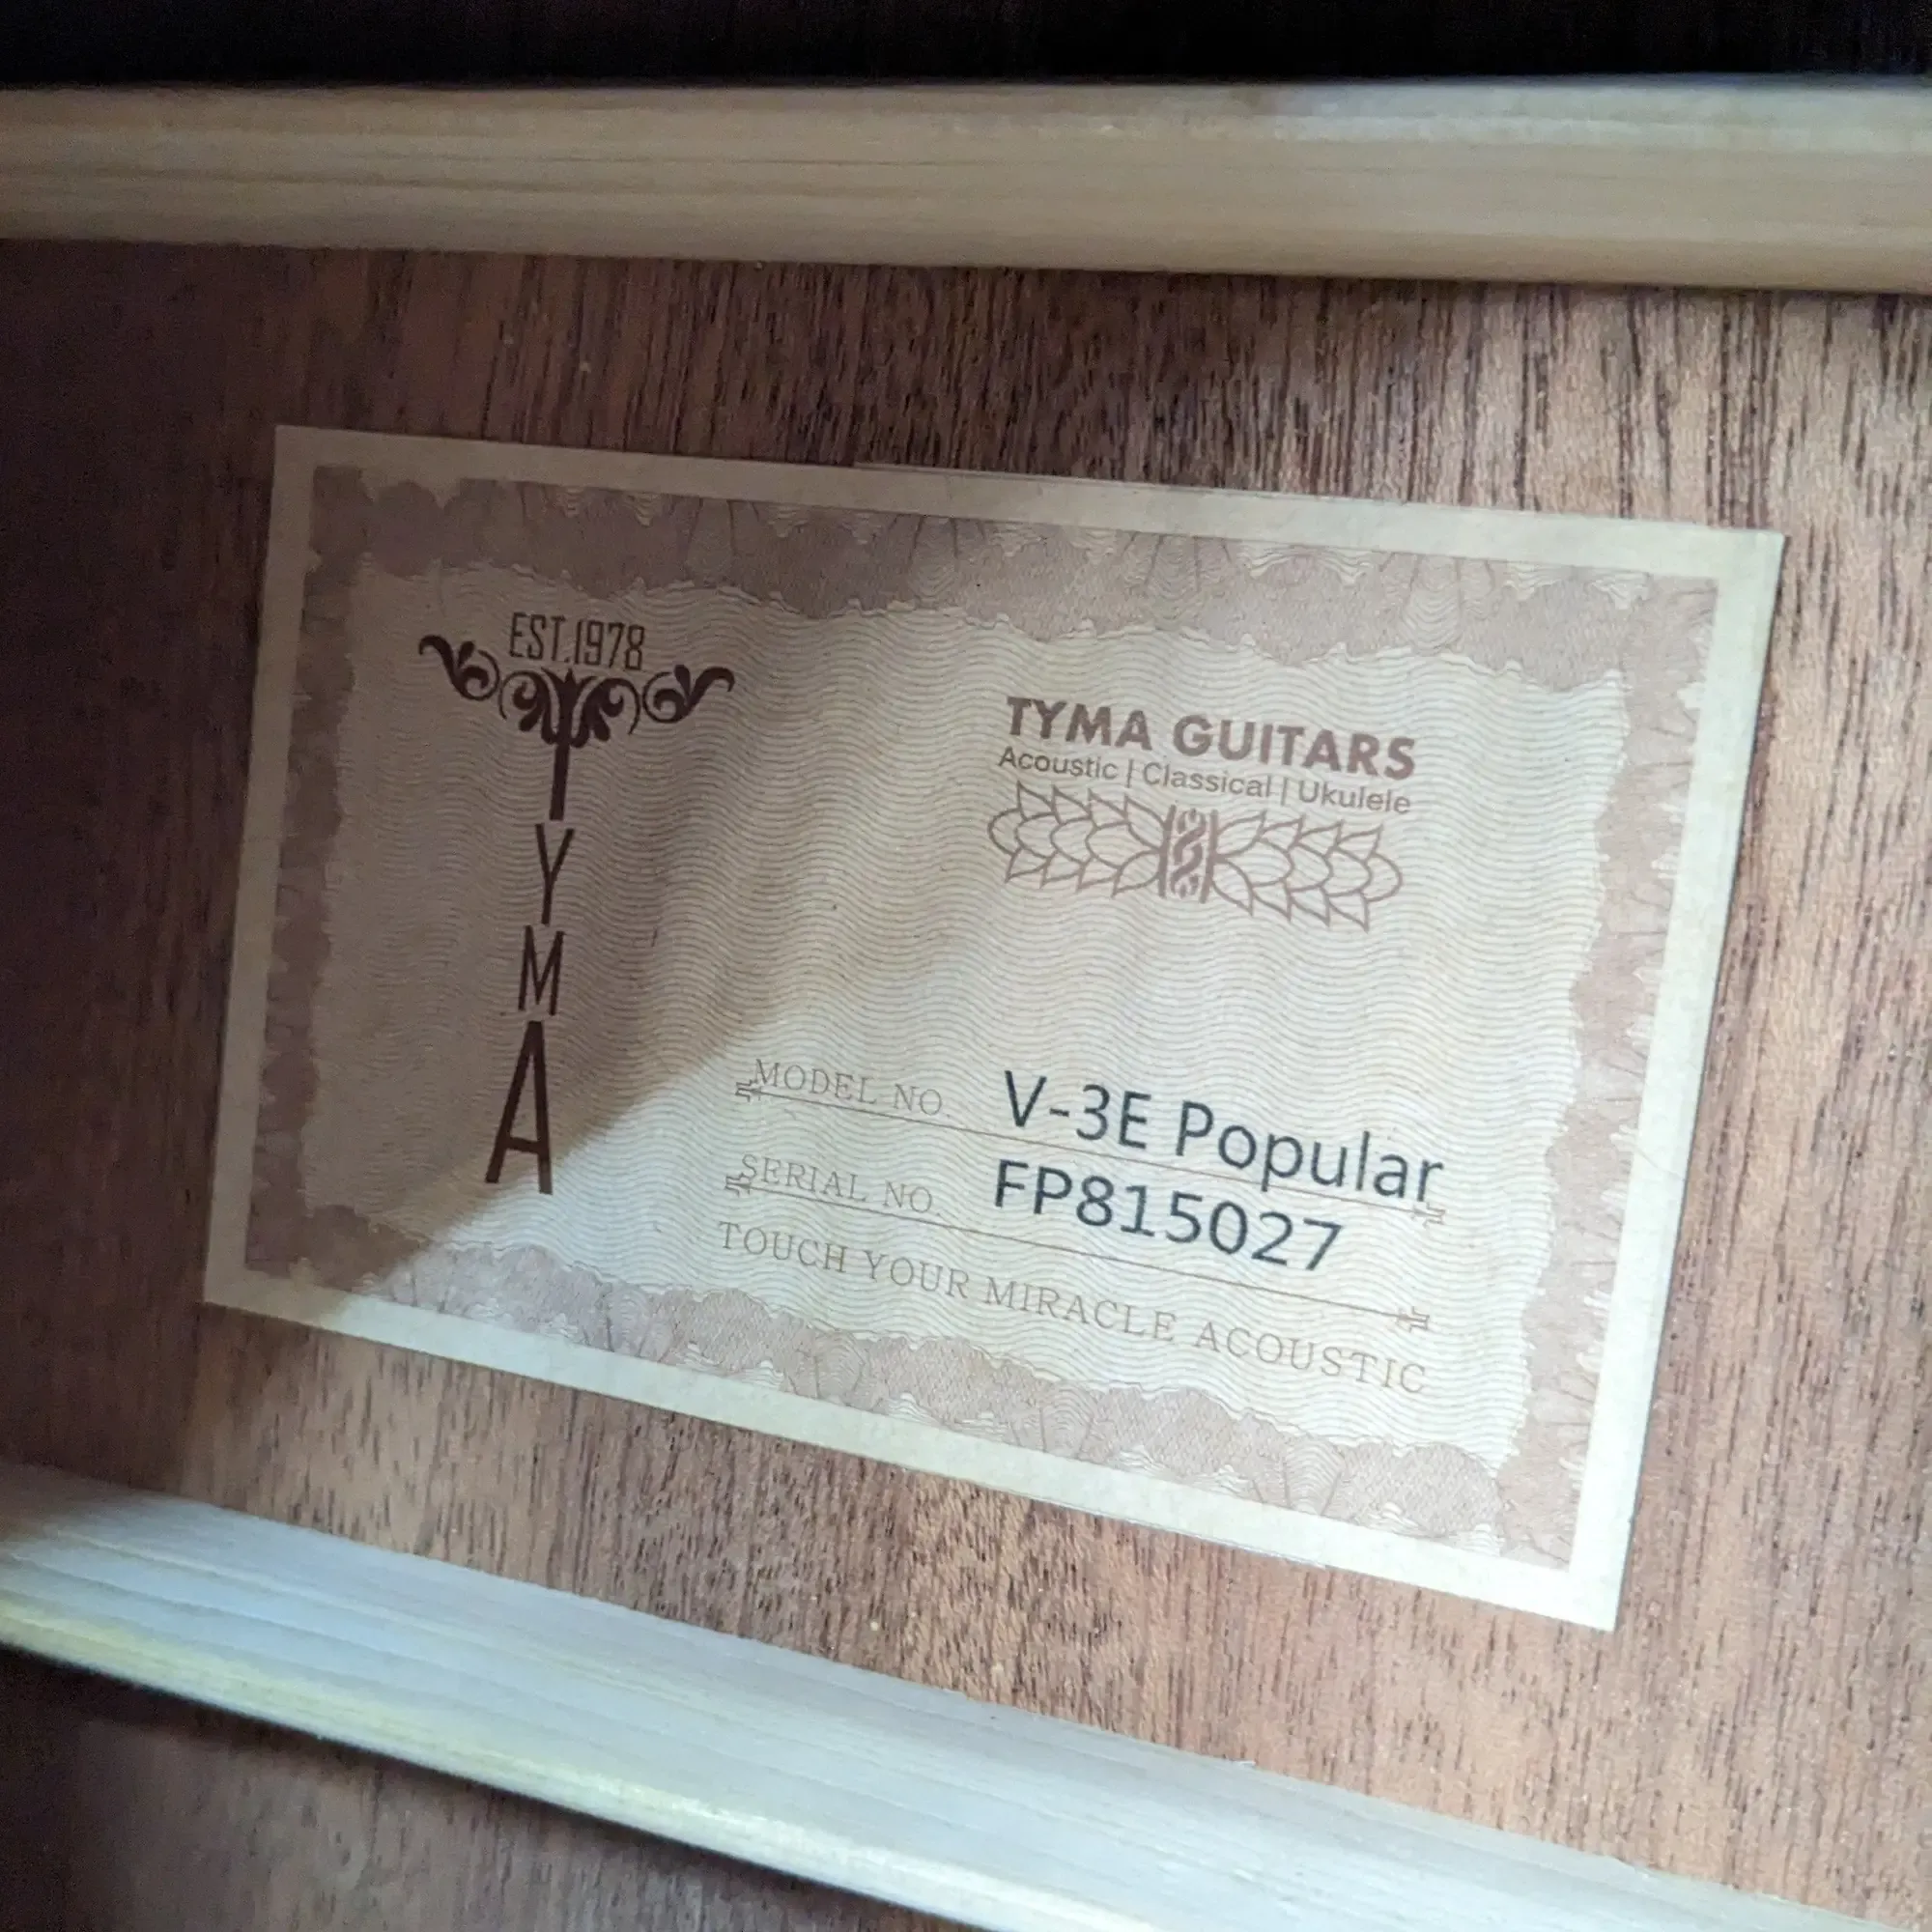 EST.1978
TYMA
TYMA GUITARS
Acoustic | Classical | Ukulele
MODEL NO. V-3E Popular
SERIAL NO. FP815027
TOUCH YOUR MIRACLE ACOUSTIC